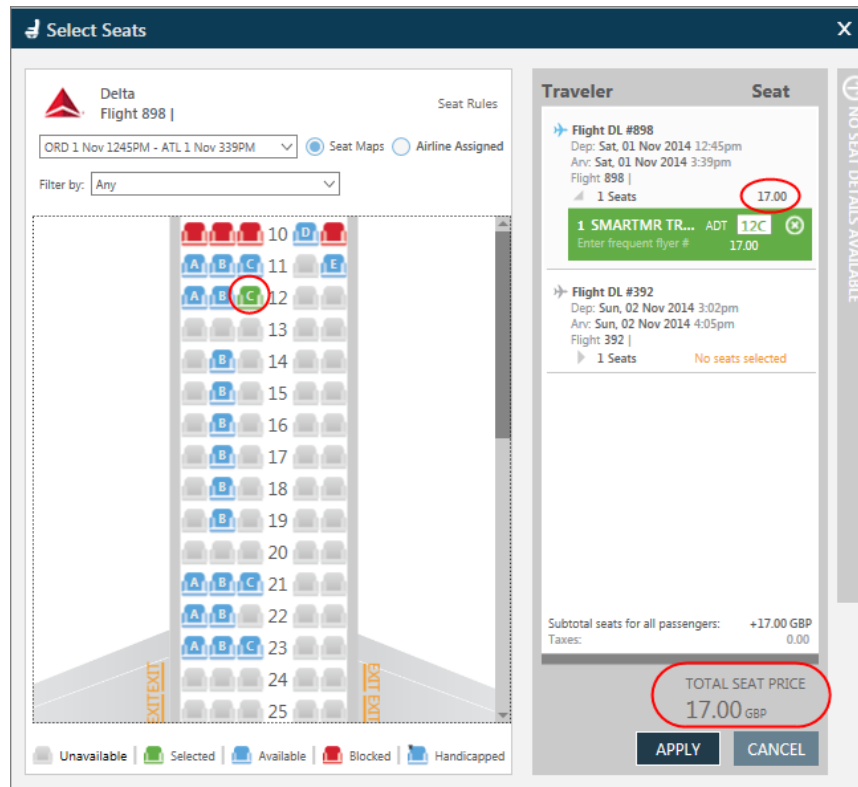 Select Seats X
Delta
Flight 898 |
Seat Rules
ORD 1 Nov 1245PM - ATL 1 Nov 339PM Seat Maps Airline Assigned
Filter by: Any
10 D
A B C 11 E
A B C 12
13
B 14
B 15
B 16
B 17
B 18
B 19
20
A B C 21
A B 22
A B C 23
24
25
EXIT EXIT
EXIT EXIT
Unavailable | Selected | Available | Blocked | Handicapped
Traveler Seat
Flight DL #898
Dep: Sat, 01 Nov 2014 12:45pm
Arv: Sat, 01 Nov 2014 3:39pm
Flight 898 |
1 Seats 17.00
1 SMARTMR TR... ADT 12C
Enter frequent flyer # 17.00
Flight DL #392
Dep: Sun, 02 Nov 2014 3:02pm
Arv: Sun, 02 Nov 2014 4:05pm
Flight 392 |
1 Seats No seats selected
Subtotal seats for all passengers: +17.00 GBP
Taxes: 0.00
TOTAL SEAT PRICE
17.00 GBP
APPLY CANCEL
NO SEAT DETAILS AVAILABLE